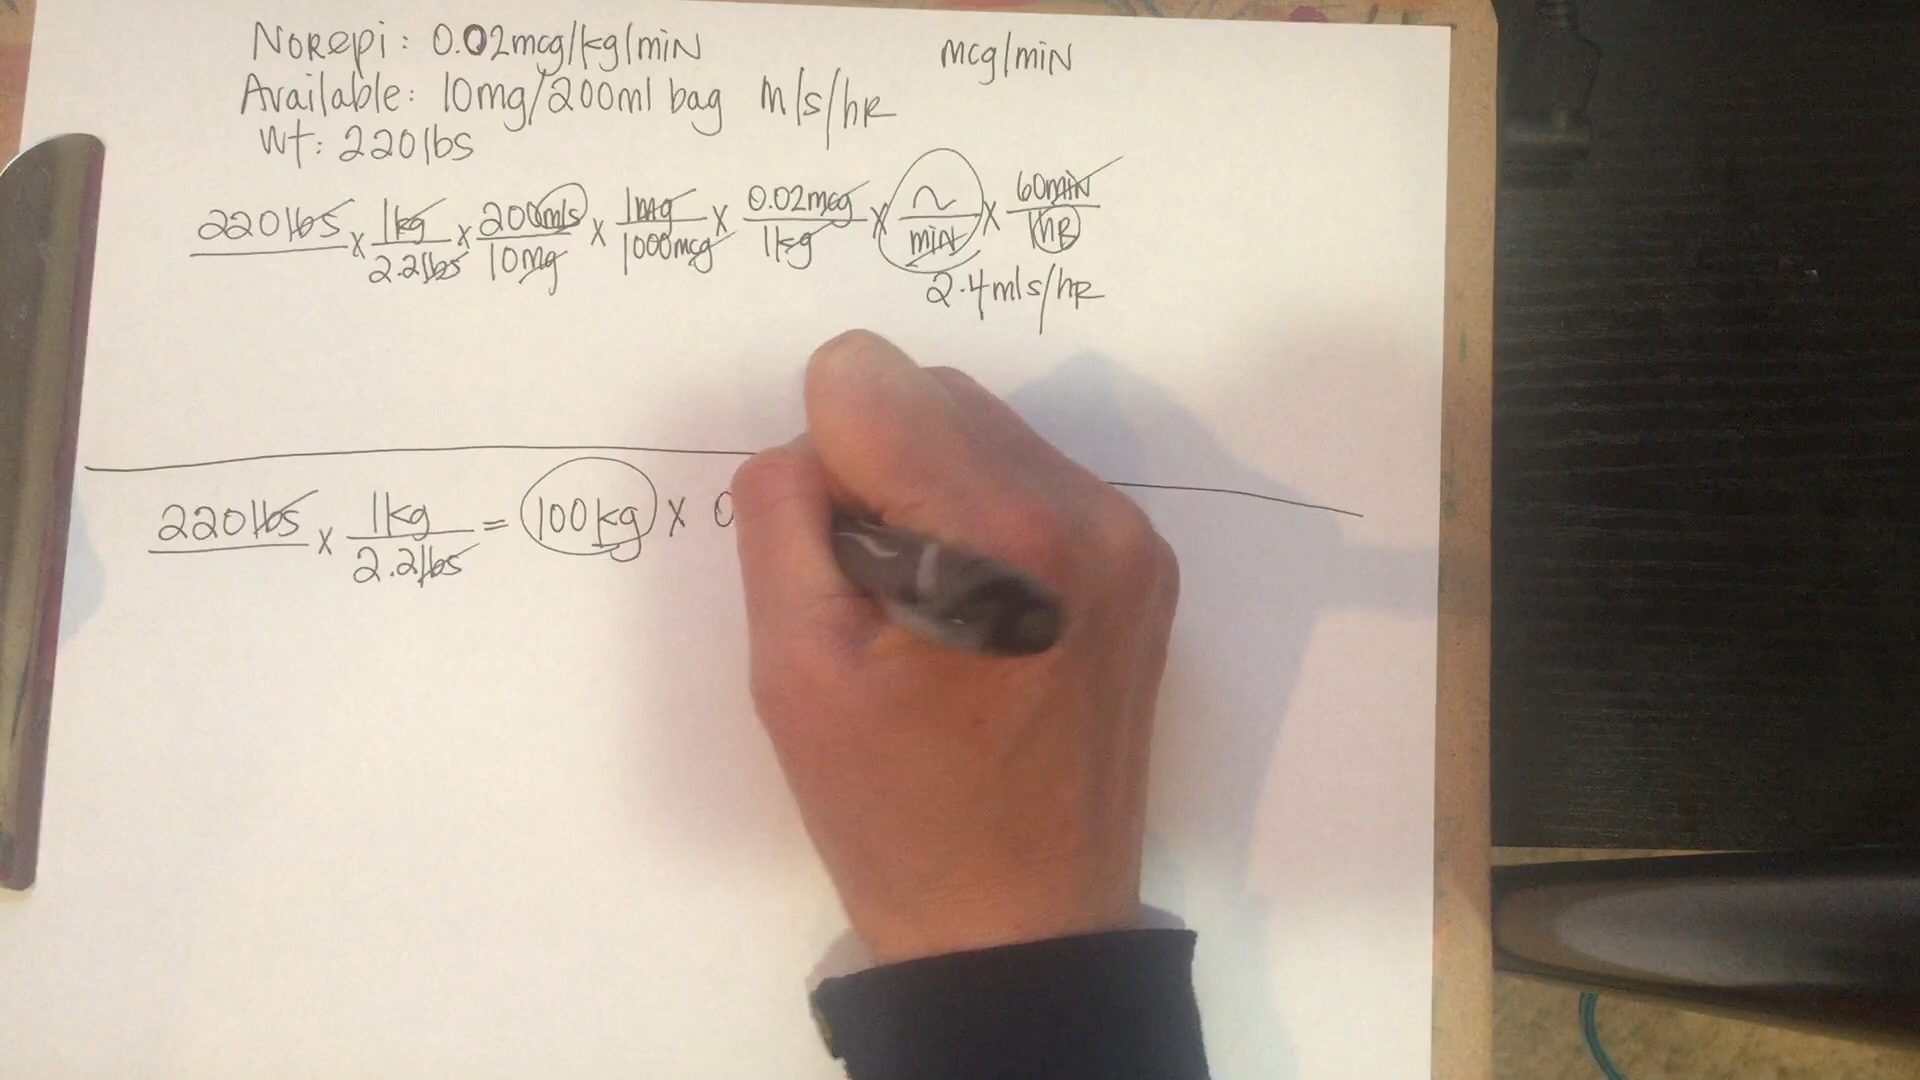 Norepi: 0.02mcg/kg/min
mcg/min
Available: 10mg/200ml bag mls/hr
Wt: 220lbs
220lbs x 1kg/2.2lbs x 200mls/10mg x 1mg/1000mcg x 0.02mcg/1kg x ~/min x 60min/1hr
2.4mls/hr
220lbs x 1kg/2.2lbs = 100kg x 0